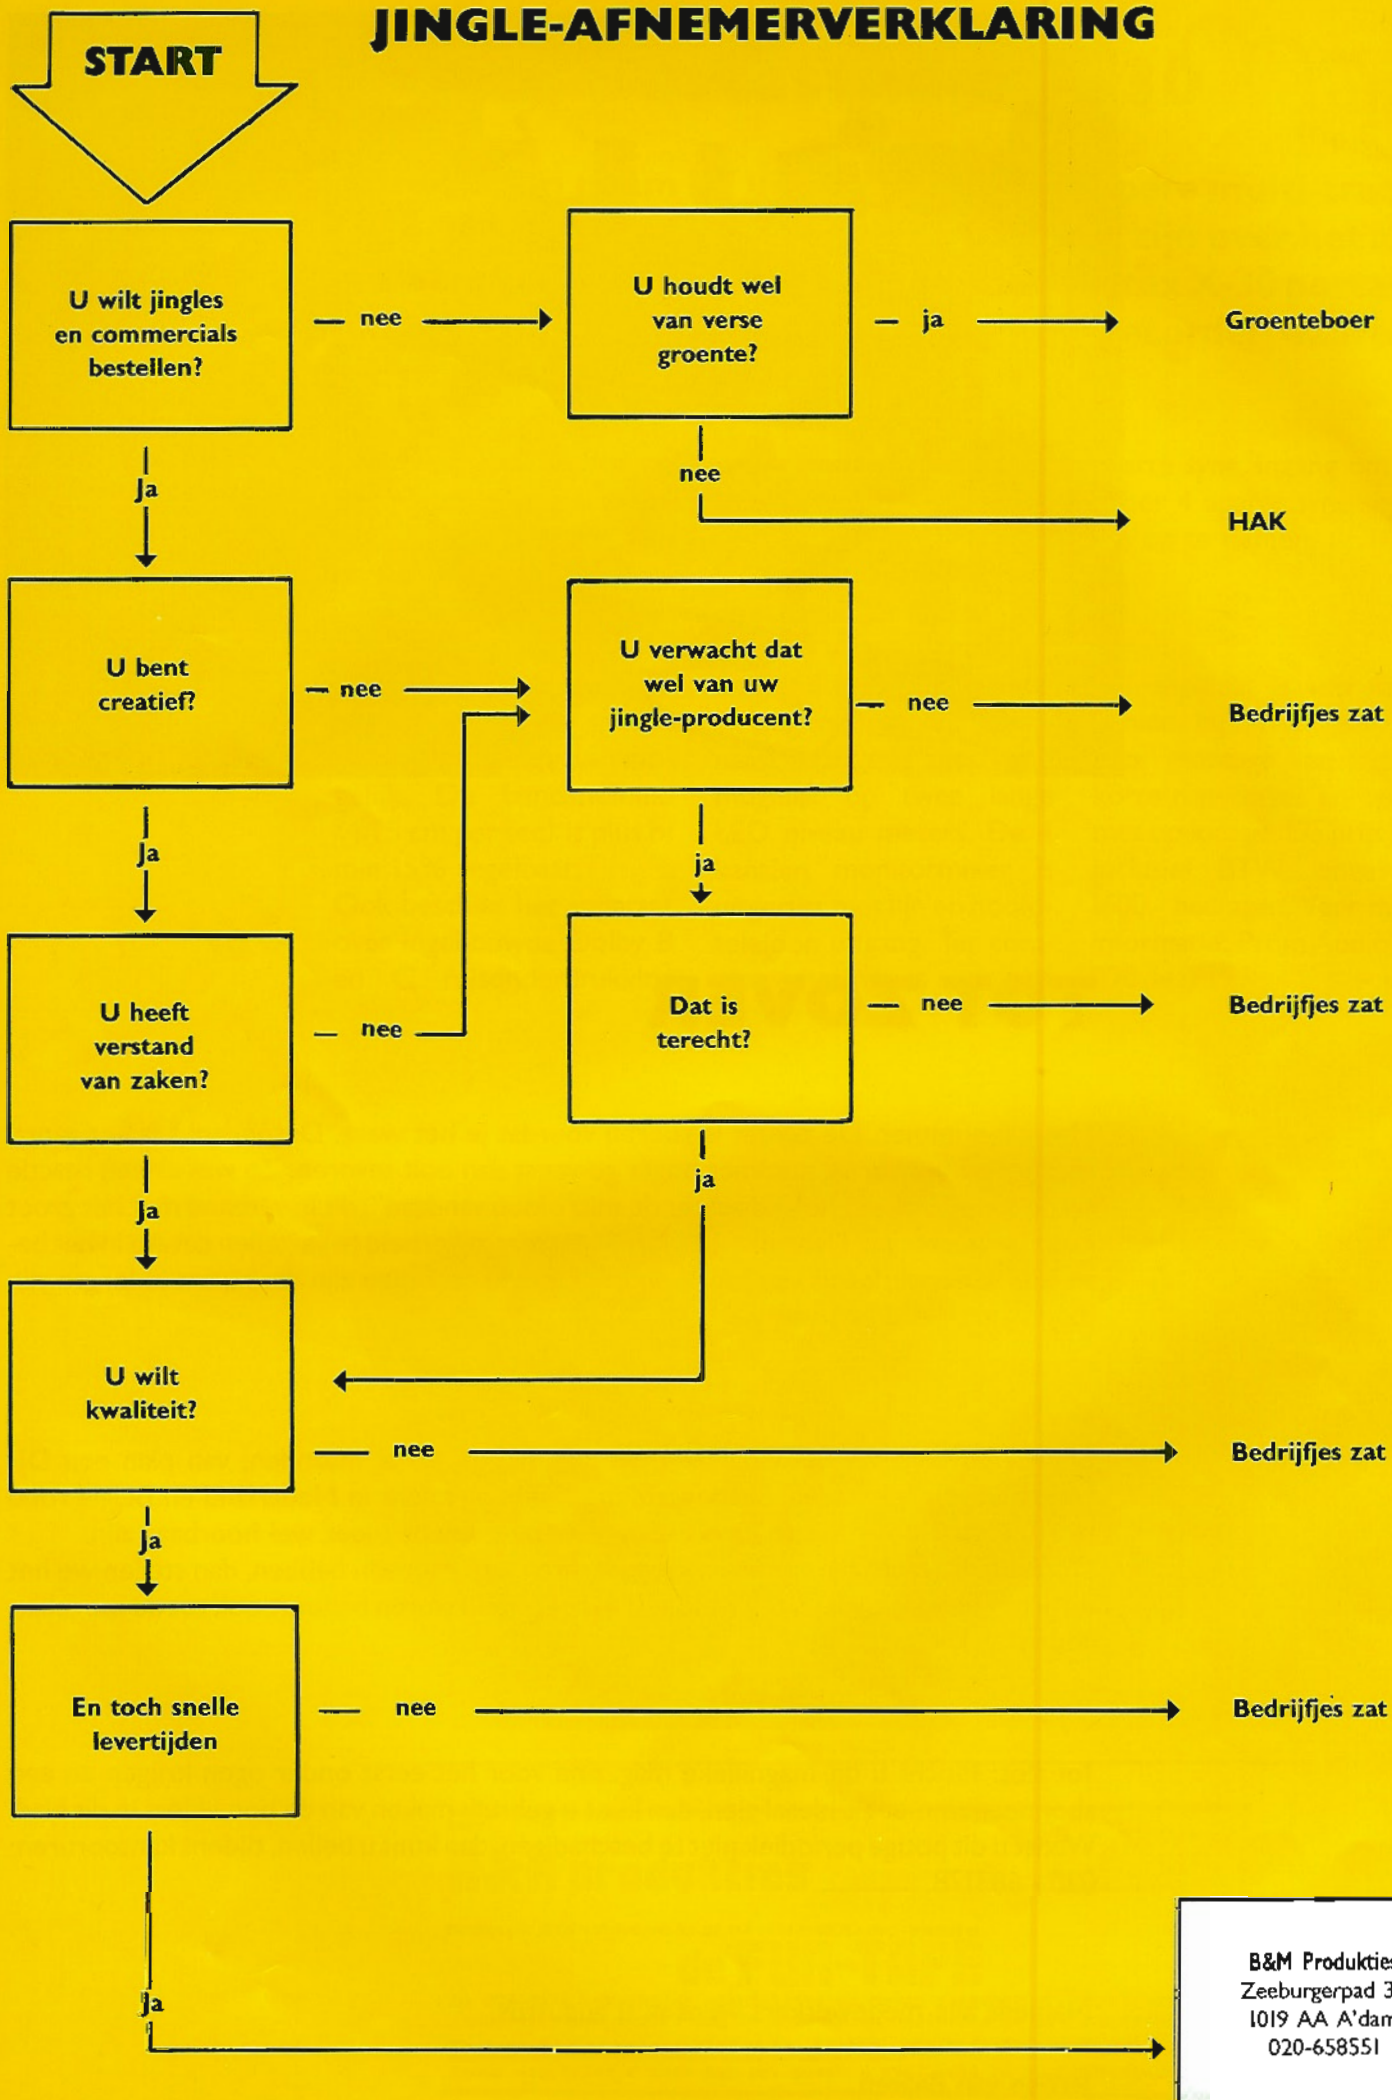 JINGLE-AFNEMERVERKLARING
START
U wilt jingles
en commercials
bestellen?
nee
U houdt wel
van verse
groente?
ja
Groenteboer
Ja
nee
HAK
U bent
creatief?
nee
U verwacht dat
wel van uw
jingle-producent?
nee
Bedrijfjes zat
Ja
ja
U heeft
verstand
van zaken?
nee
Dat is
terecht?
nee
Bedrijfjes zat
Ja
ja
U wilt
kwaliteit?
nee
Bedrijfjes zat
Ja
En toch snelle
levertijden
nee
Bedrijfjes zat
Ja
B&M Produkties
Zeeburgerpad 3
1019 AA A'dam
020-658551